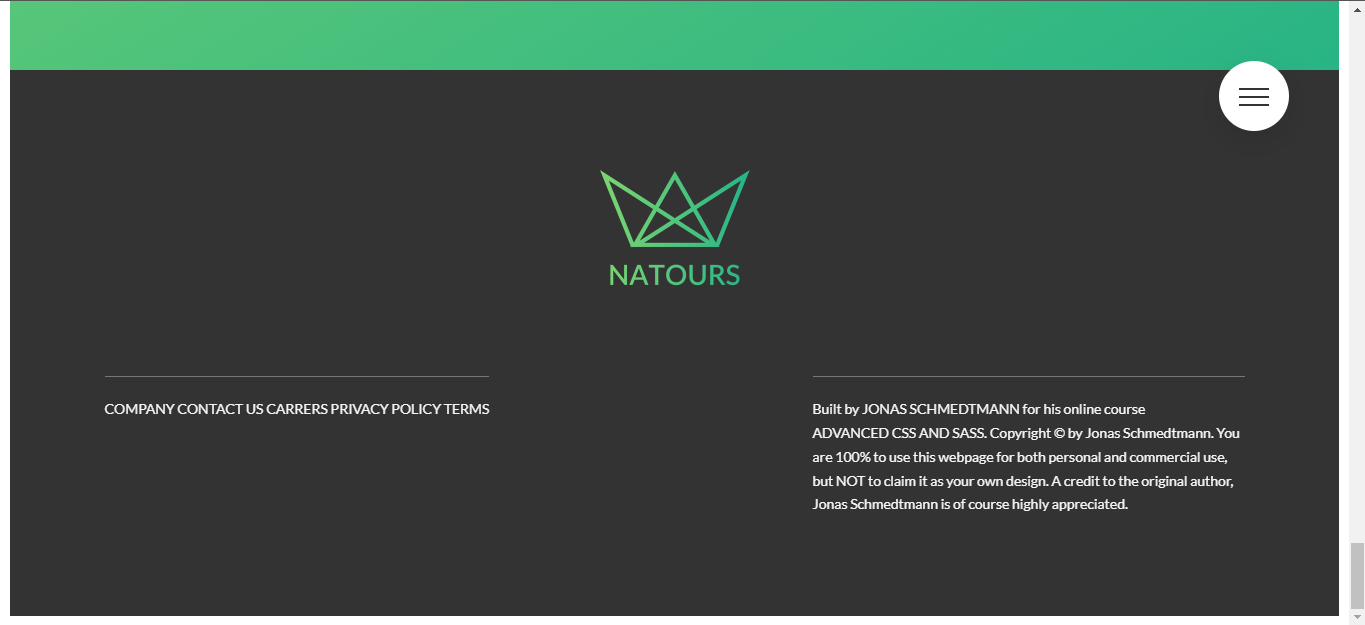 NATOURS
COMPANY CONTACT US CARRERS PRIVACY POLICY TERMS
Built by JONAS SCHMEDTMANN for his online course
ADVANCED CSS AND SASS. Copyright © by Jonas Schmedtmann. You
are 100% to use this webpage for both personal and commercial use,
but NOT to claim it as your own design. A credit to the original author,
Jonas Schmedtmann is of course highly appreciated.